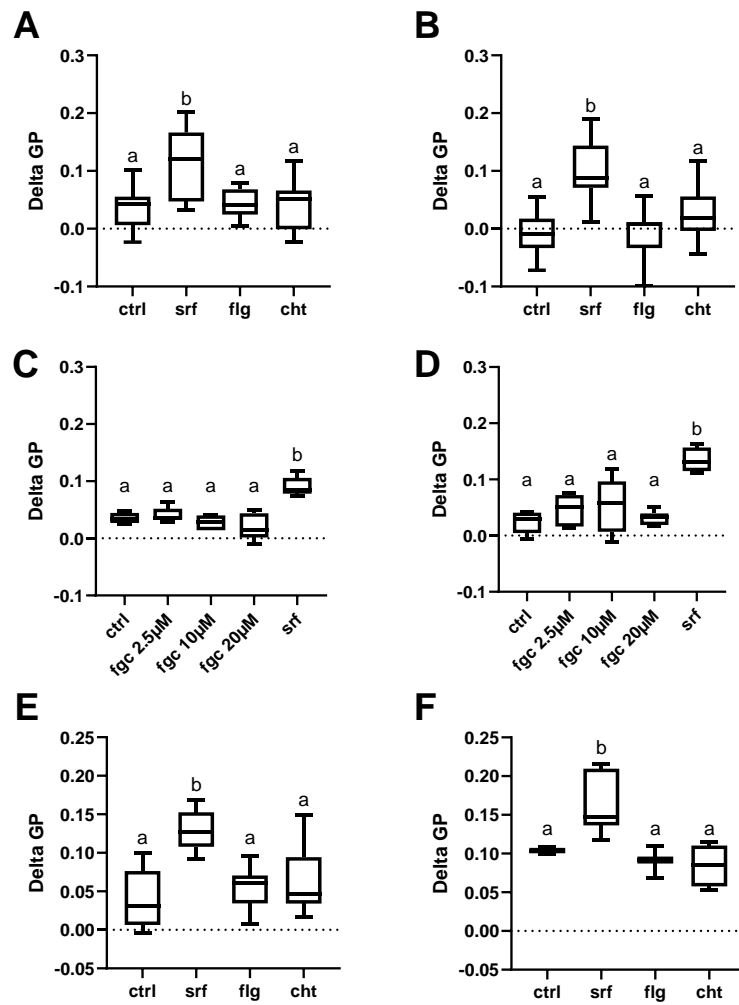 A
B
0.3
0.2
0.1
0.0
-0.1
Delta GP
a
b
a
a
ctrl
srf
flg
cht
0.3
0.2
0.1
0.0
-0.1
Delta GP
a
b
a
a
ctrl
srf
flg
cht
C
D
0.3
0.2
0.1
0.0
-0.1
Delta GP
a
a
a
a
b
ctrl
fgc 2.5µM
fgc 10µM
fgc 20µM
srf
0.3
0.2
0.1
0.0
-0.1
Delta GP
a
a
a
a
b
ctrl
fgc 2.5µM
fgc 10µM
fgc 20µM
srf
E
F
0.25
0.20
0.15
0.10
0.05
0.00
-0.05
Delta GP
a
b
a
a
ctrl
srf
flg
cht
0.25
0.20
0.15
0.10
0.05
0.00
-0.05
Delta GP
a
b
a
a
ctrl
srf
flg
cht